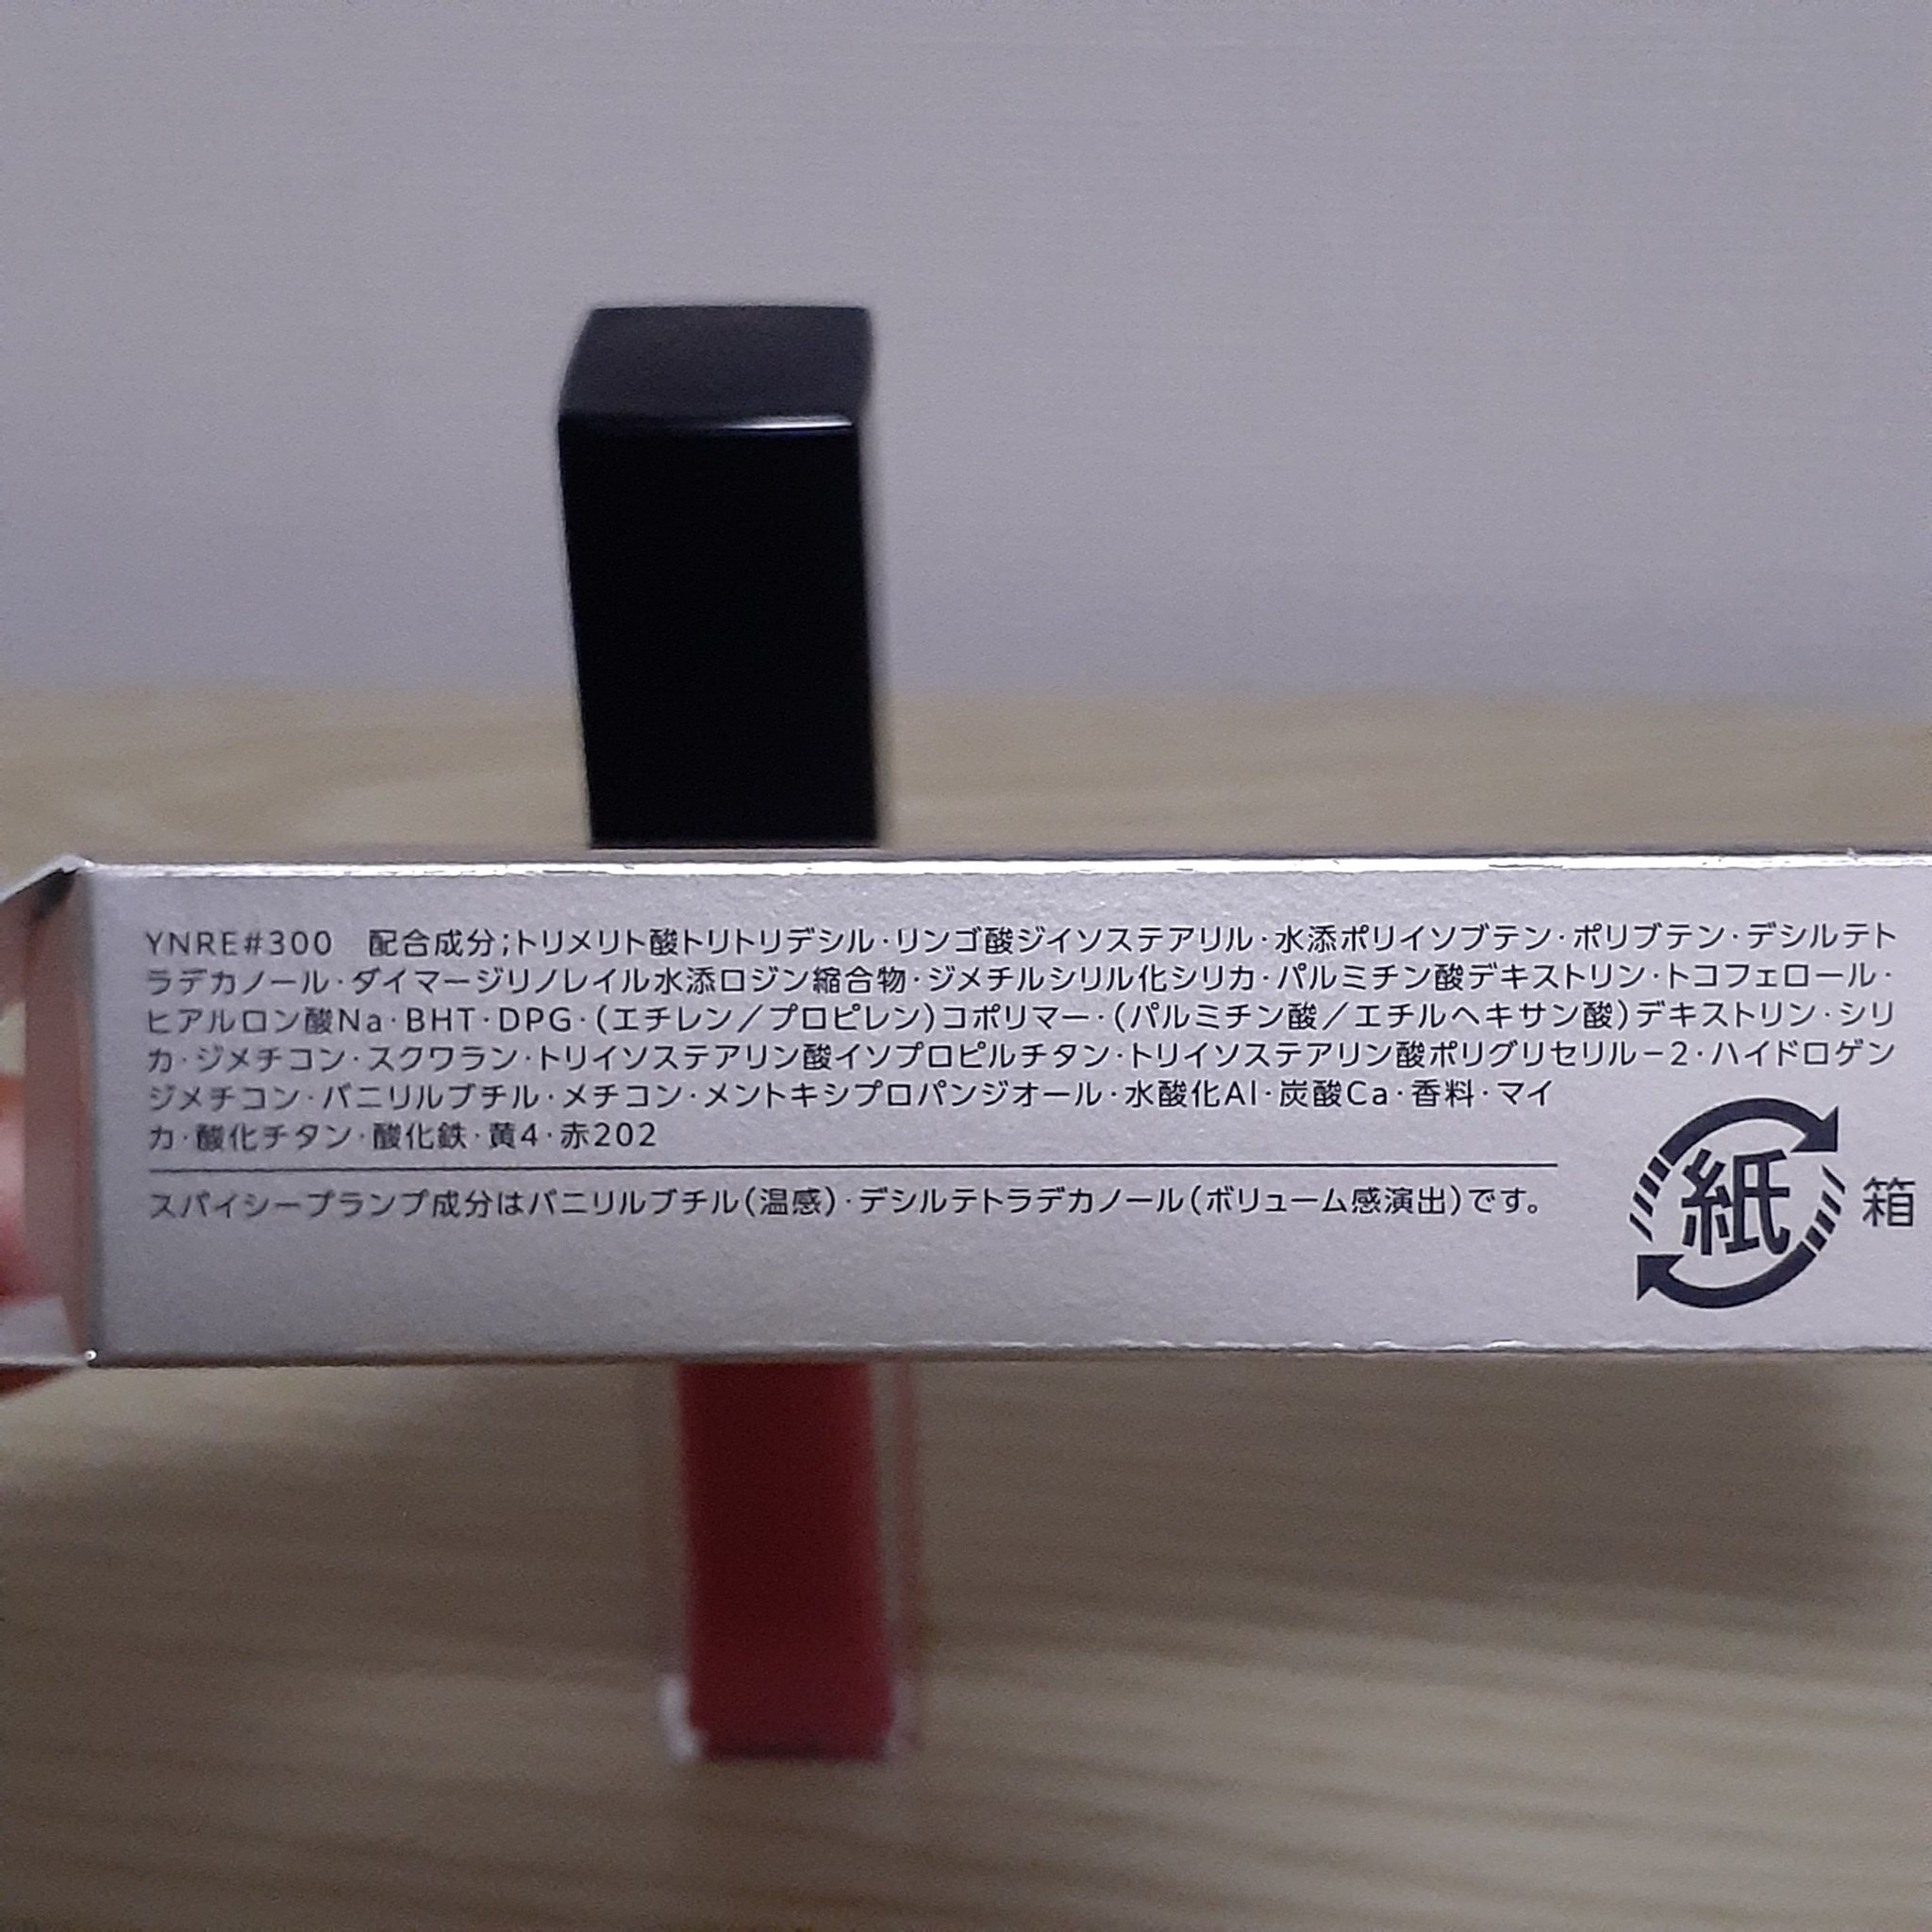 YNRE#300　配合成分;トリメリト酸トリトリデシル･リンゴ酸ジイソステアリル･水添ポリイソブテン･ポリブテン･デシルテト
ラデカノール･ダイマージリノレイル水添ロジン縮合物･ジメチルシリル化シリカ･パルミチン酸デキストリン･トコフェロール･
ヒアルロン酸Na･BHT･DPG･(エチレン／プロピレン)コポリマー･(パルミチン酸／エチルヘキサン酸)デキストリン･シリ
カ･ジメチコン･スクワラン･トリイソステアリン酸イソプロピルチタン･トリイソステアリン酸ポリグリセリル－2･ハイドロゲン
ジメチコン･バニリルブチル･メチコン･メントキシプロパンジオール･水酸化Al･炭酸Ca･香料･マイ
カ･酸化チタン･酸化鉄･黄4･赤202
スパイシープランプ成分はバニリルブチル(温感)･デシルテトラデカノール(ボリューム感演出)です。
紙 箱